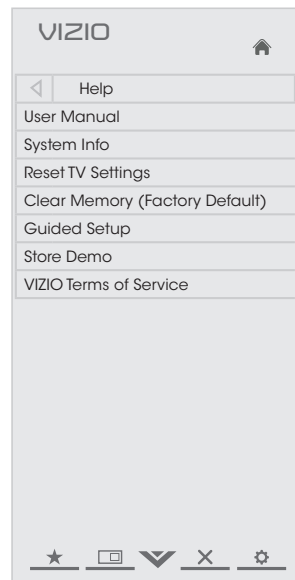 VIZIO
Help
User Manual
System Info
Reset TV Settings
Clear Memory (Factory Default)
Guided Setup
Store Demo
VIZIO Terms of Service